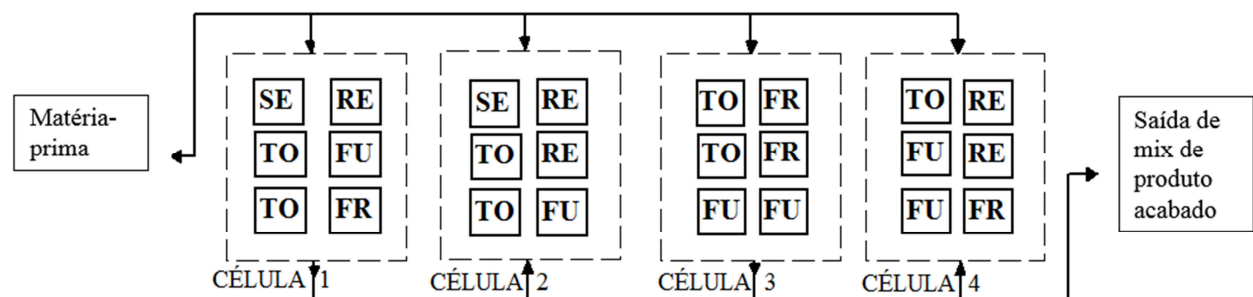 Matéria-
prima
SE RE
TO FU
TO FR
CÉLULA 1
SE RE
TO RE
TO FU
CÉLULA 2
TO FR
TO FR
FU FU
CÉLULA 3
TO RE
FU RE
FU FR
CÉLULA 4
Saída de
mix de
produto
acabado